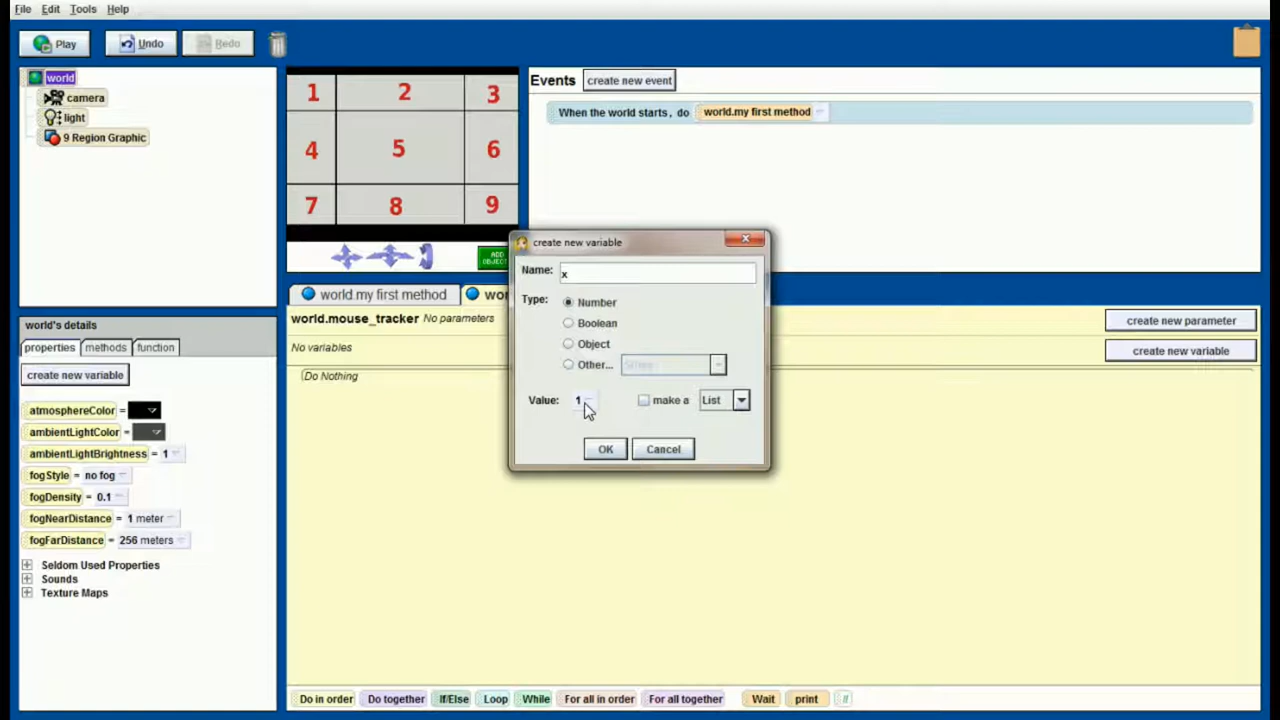 File Edit Tools Help
Play Undo Redo
world
camera
light
9 Region Graphic
1 2 3
4 5 6
7 8 9
ADD
OBJECT
Events create new event
When the world starts, do world.my first method
create new variable
Name: x
Type: Number
Boolean
Object
Other...
Value: 1 make a List
OK Cancel
world's details
properties methods function
create new variable
atmosphereColor =
ambientLightColor =
ambientLightBrightness = 1
fogStyle = no fog
fogDensity = 0.1
fogNearDistance = 1 meter
fogFarDistance = 256 meters
Seldom Used Properties
Sounds
Texture Maps
world.my first method
world.mouse_tracker No parameters create new parameter
No variables create new variable
(Do Nothing
Do in order Do together If/Else Loop While For all in order For all together Wait print //